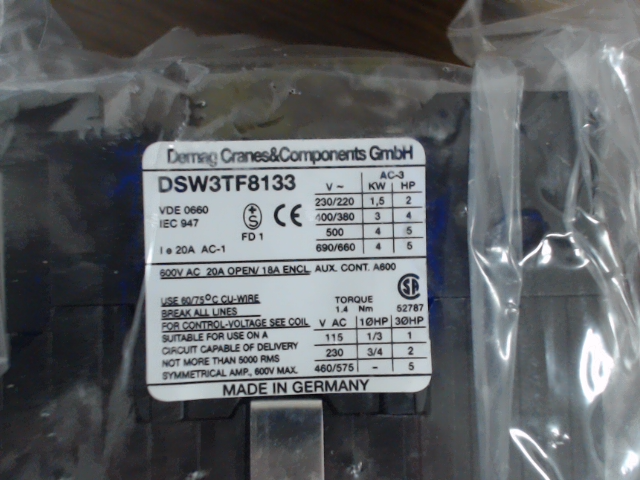 Demag Cranes&Components GmbH
DSW3TF8133
VDE 0660
IEC 947
FD 1
CE
I e 20A AC-1
AC-3
V ~ KW HP
230/220 1,5 2
400/380 3 4
500 4 5
690/660 4 5
600V AC 20A OPEN/18A ENCL. AUX. CONT. A600
USE 60/75°C CU-WIRE
BREAK ALL LINES
FOR CONTROL-VOLTAGE SEE COIL
SUITABLE FOR USE ON A
CIRCUIT CAPABLE OF DELIVERY
NOT MORE THAN 5000 RMS
SYMMETRICAL AMP., 600V MAX.
TORQUE
1.4 Nm
SA
52787
V AC 1ØHP 3ØHP
115 1/3 1
230 3/4 2
460/575 – 5
MADE IN GERMANY